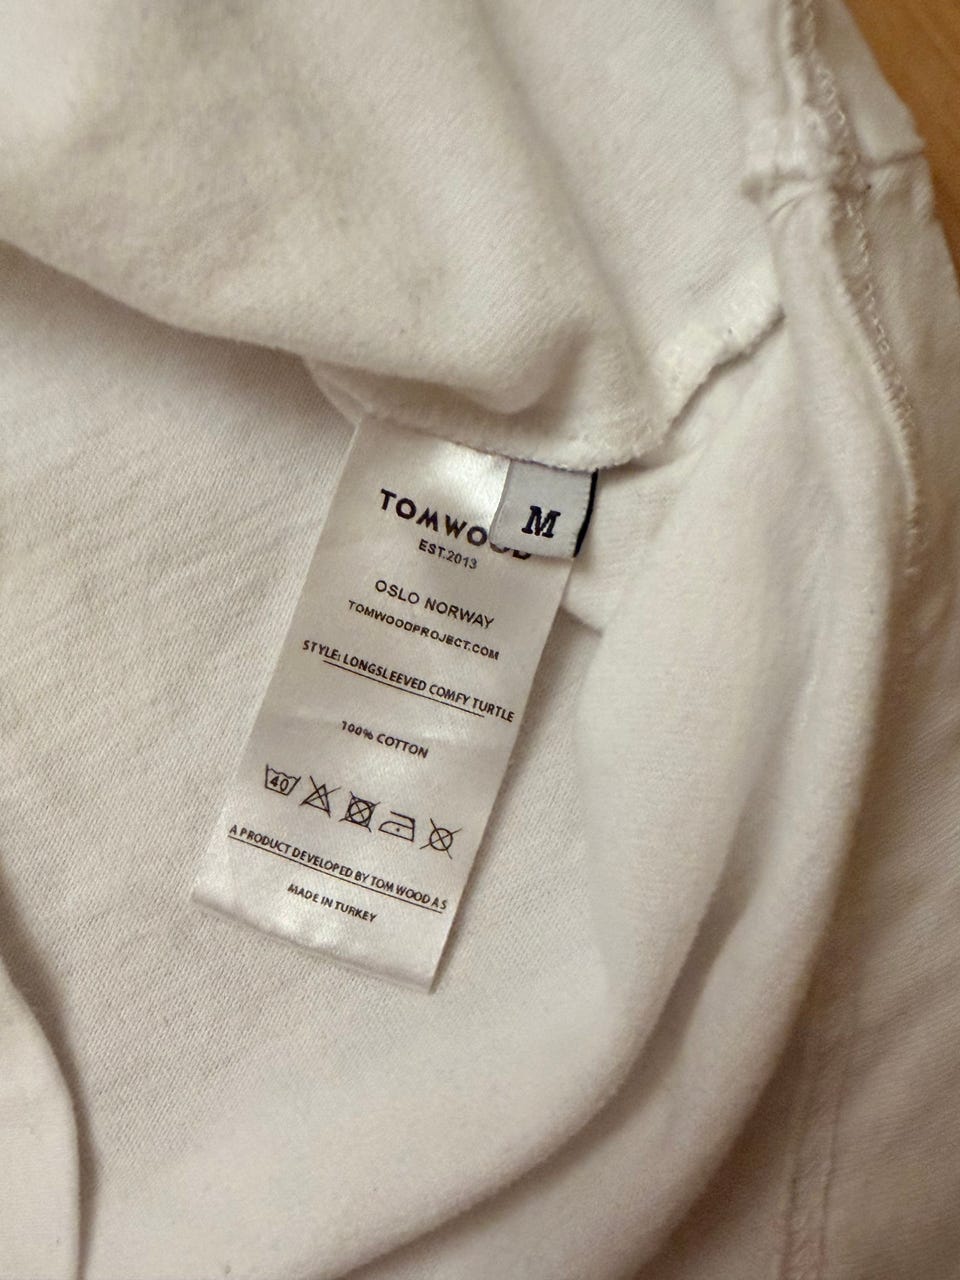 TOMWOOD
M
EST.2013
OSLO NORWAY
TOMWOODPROJECT.COM
STYLE: LONGSLEEVED COMFY TURTLE
100% COTTON
40
A PRODUCT DEVELOPED BY TOM WOOD AS
MADE IN TURKEY